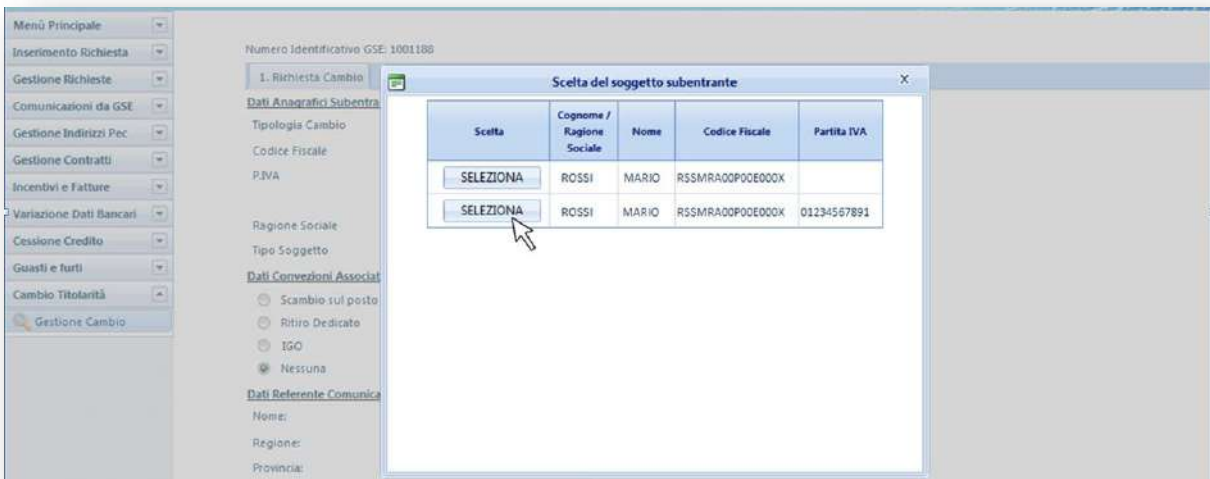 Menù Principale
Inserimento Richiesta
Gestione Richieste
Comunicazioni da GSE
Gestione Indirizzi Pec
Gestione Contratti
Incentivi e Fatture
Variazione Dati Bancari
Cessione Credito
Guasti e furti
Cambio Titolarità
Gestione Cambio
Numero Identificativo GSE: 1001188
1. Richiesta Cambio
Dati Anagrafici Subentra
Tipologia Cambio
Codice Fiscale
P.IVA
Ragione Sociale
Tipo Soggetto
Dati Convezioni Associat
Scambio sul posto
Ritiro Dedicato
IGO
Nessuna
Dati Referente Comunica
Nome:
Regione:
Provincia:
Scelta del soggetto subentrante X
Scelta Cognome / Ragione Sociale Nome Codice Fiscale Partita IVA
SELEZIONA ROSSI MARIO RSSMRA00P00E000X
SELEZIONA ROSSI MARIO RSSMRA00P00E000X 01234567891